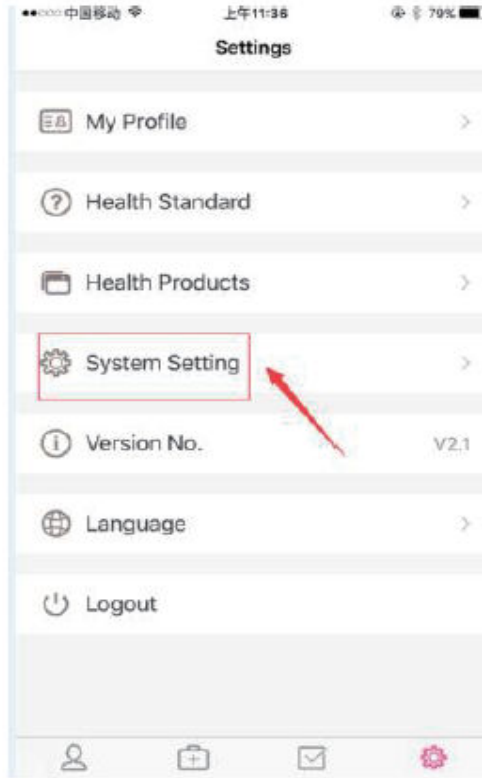 中国移动 上午11:36 79%
Settings
My Profile
Health Standard
Health Products
System Setting
Version No. V2.1
Language
Logout